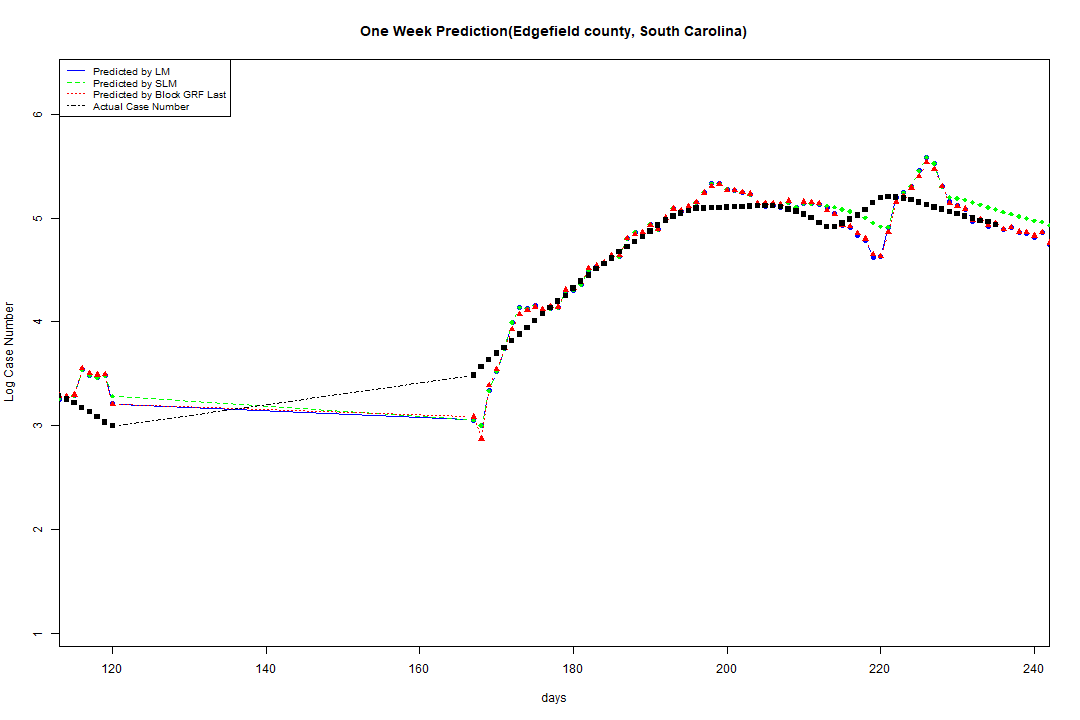 One Week Prediction(Edgefield county, South Carolina)
Predicted by LM
Predicted by SLM
Predicted by Block GRF Last
Actual Case Number
Log Case Number
6
5
4
3
2
1
120 140 160 180 200 220 240
days